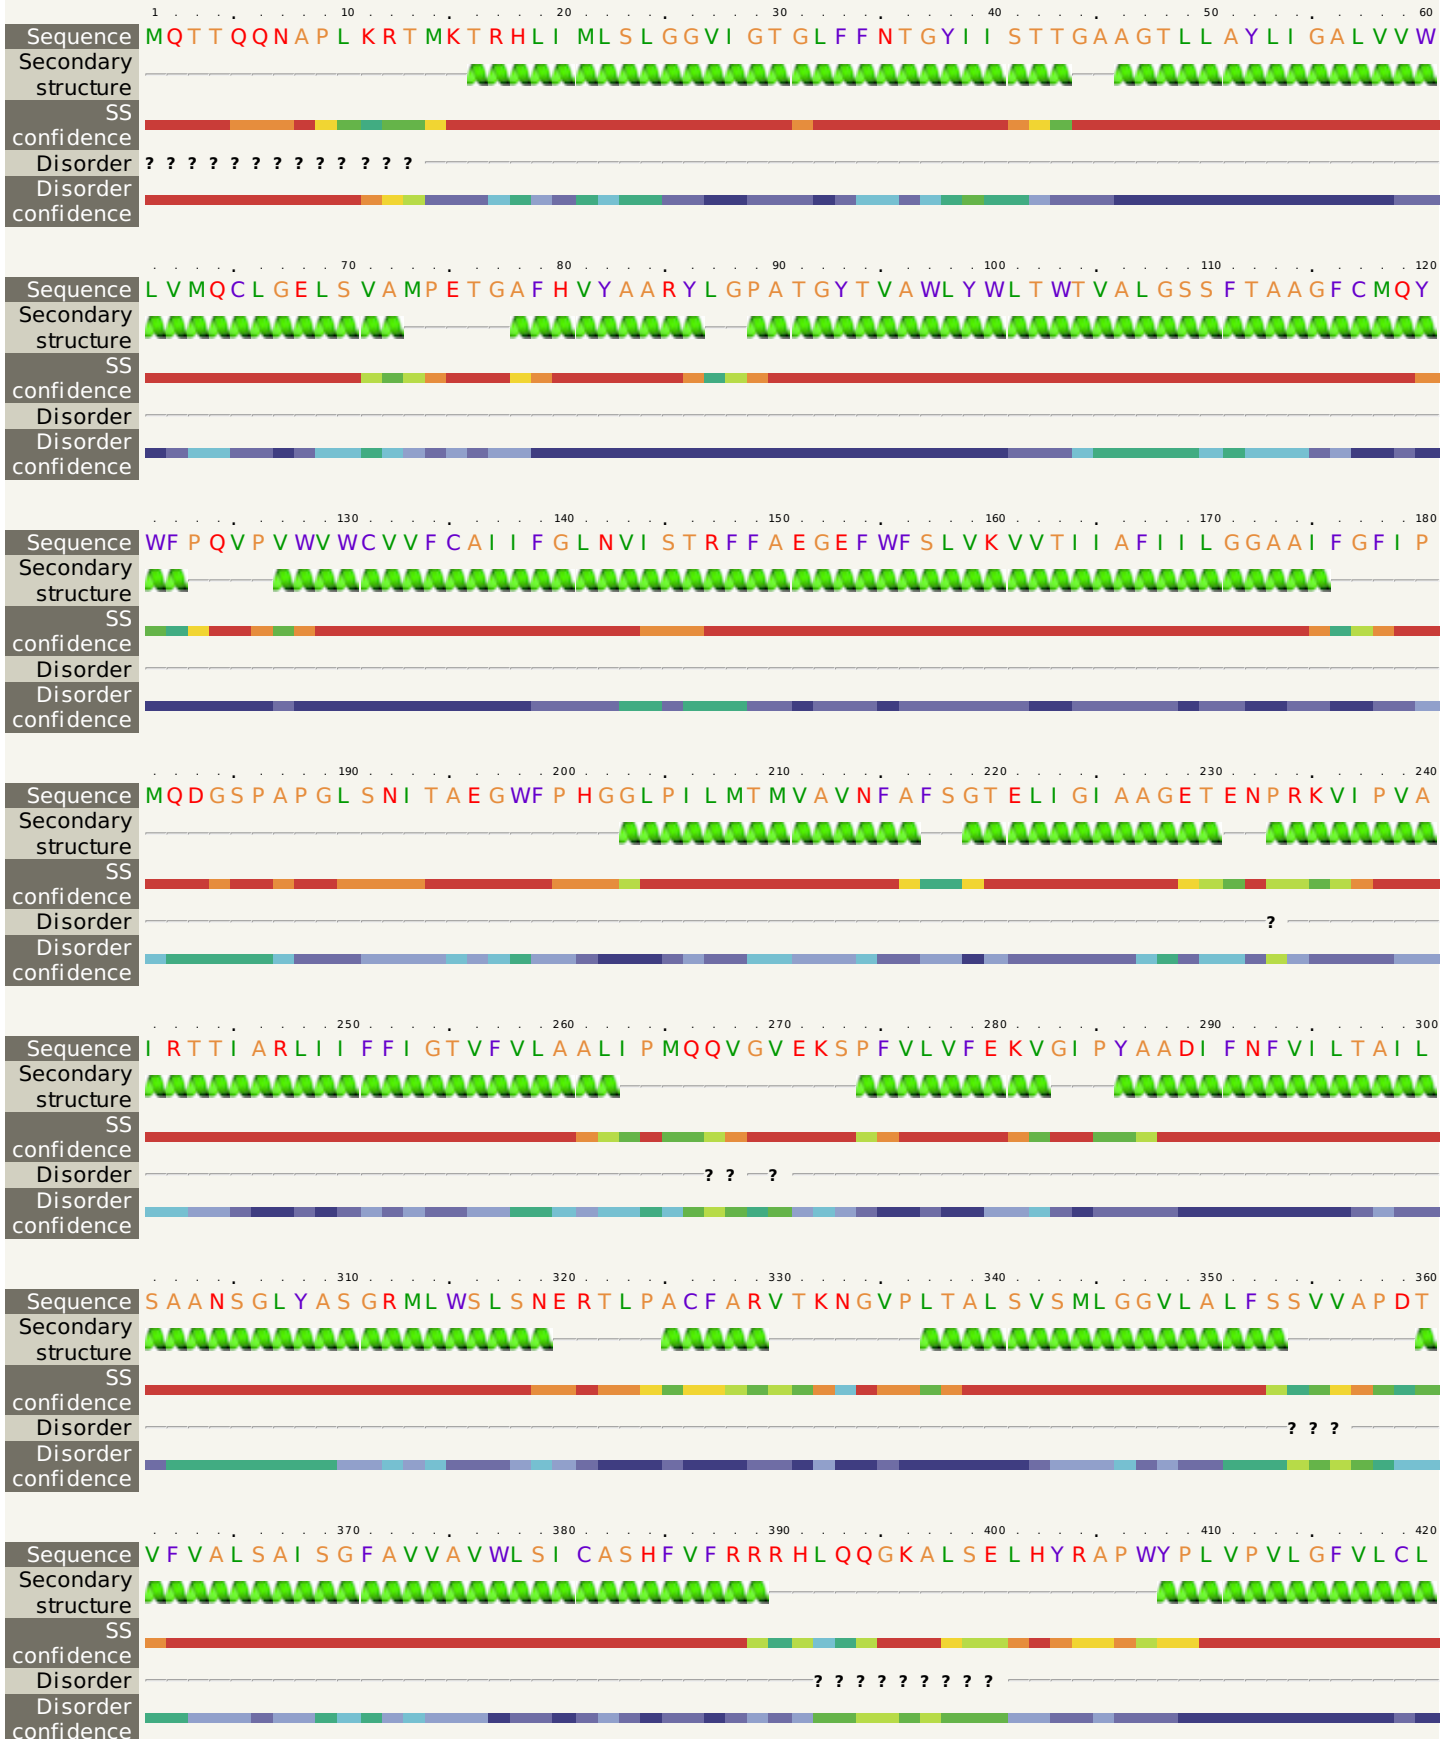 1 10 20 30 40 50 60
Sequence MQTTQQNAPLKRTMKTRHLIMLSLGGVIGTGLFFNTGYIISTTGAAGTLLAYLIGALVVW
Secondary
structure
SS
confidence
Disorder ? ? ? ? ? ? ? ? ? ? ? ? ?
Disorder
confidence
70 80 90 100 110 120
Sequence LVMQCLGELSVAMPETGAFHVYAARYLGPATGYTVAWLYWLTWTVALGSSFTAAGFCMQY
Secondary
structure
SS
confidence
Disorder
Disorder
confidence
130 140 150 160 170 180
Sequence WFPQVPVWVWCVVFCAIIFGLNVISTRFFAEGEFWFSLVKVVTIIAFIILGGAAIFGFIP
Secondary
structure
SS
confidence
Disorder
Disorder
confidence
190 200 210 220 230 240
Sequence MQDGSPAPGLSNITAEGWFPHGGLPILMTMVAVNFAFSGTELIGIAAGETENPRKVIPVA
Secondary
structure
SS
confidence
Disorder ?
Disorder
confidence
250 260 270 280 290 300
Sequence IRTTIARLIIFFIGTVFVLAALIPMQQVGVEKSPFVLVFEKVGIPYAADIFNFVILTAIL
Secondary
structure
SS
confidence
Disorder ? ? ?
Disorder
confidence
310 320 330 340 350 360
Sequence SAANSGLYASGRMLWSLSNERTLPACFARVTKNGVPLTALSVSMLGGVLALFSSVVAPDT
Secondary
structure
SS
confidence
Disorder ? ? ?
Disorder
confidence
370 380 390 400 410 420
Sequence VFVALSAISGFAVVAVWLSICASHFVFRRRHLQQGKALSELHYRAPWYPLVPVLGFVLCL
Secondary
structure
SS
confidence
Disorder ? ? ? ? ? ? ? ? ?
Disorder
confidence